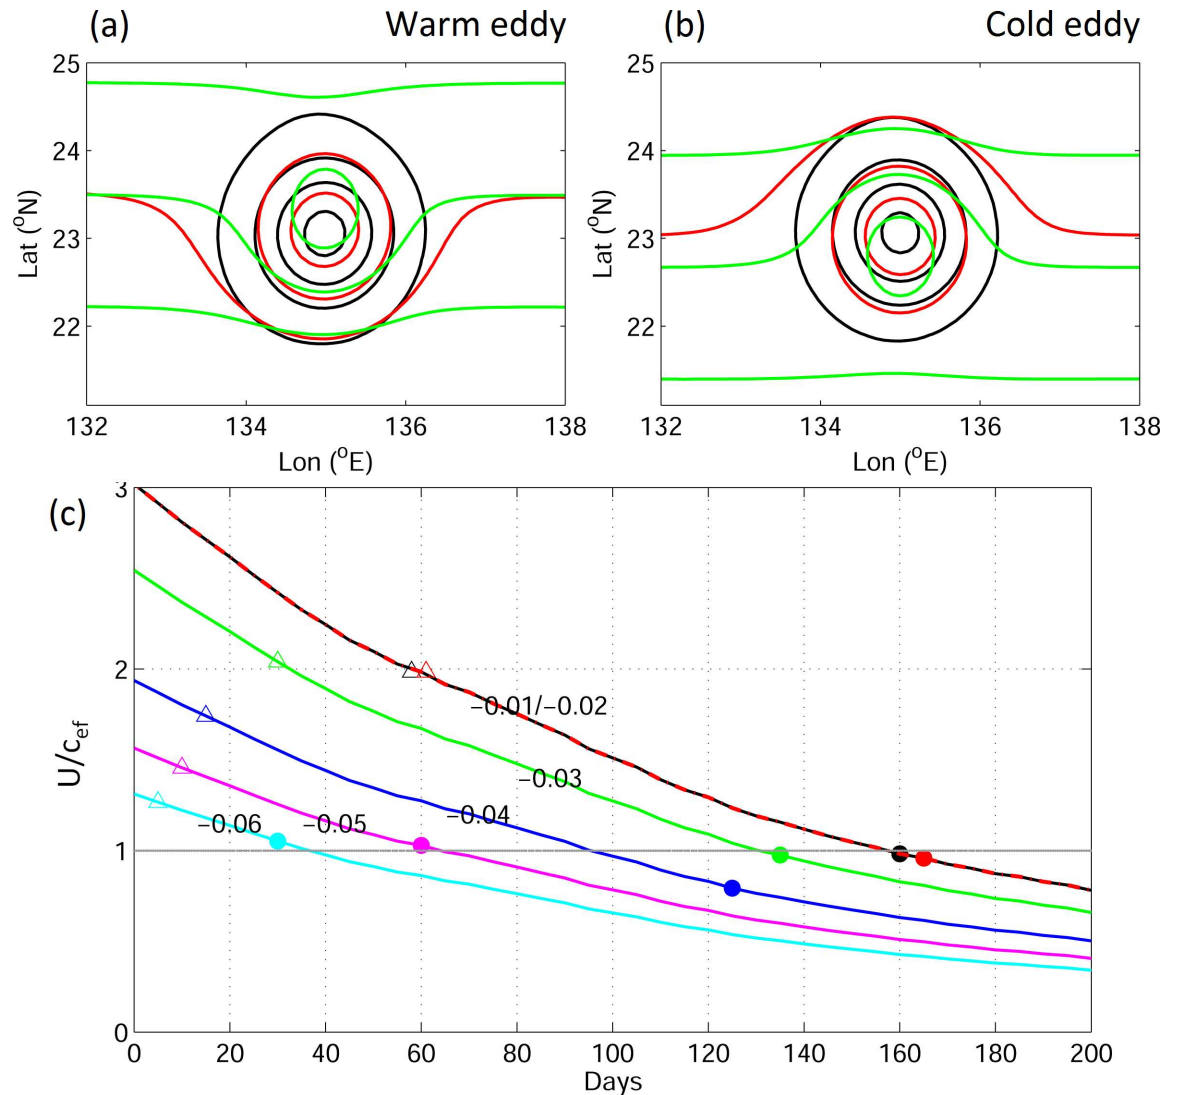 (a) Warm eddy
(b) Cold eddy
25
24
23
22
Lat (°N)
132 134 136 138
Lon (°E)
25
24
23
22
Lat (°N)
132 134 136 138
Lon (°E)
(c)
3
2
1
0
U/c_ef
−0.01/−0.02
−0.03
−0.04
−0.05
−0.06
0 20 40 60 80 100 120 140 160 180 200
Days